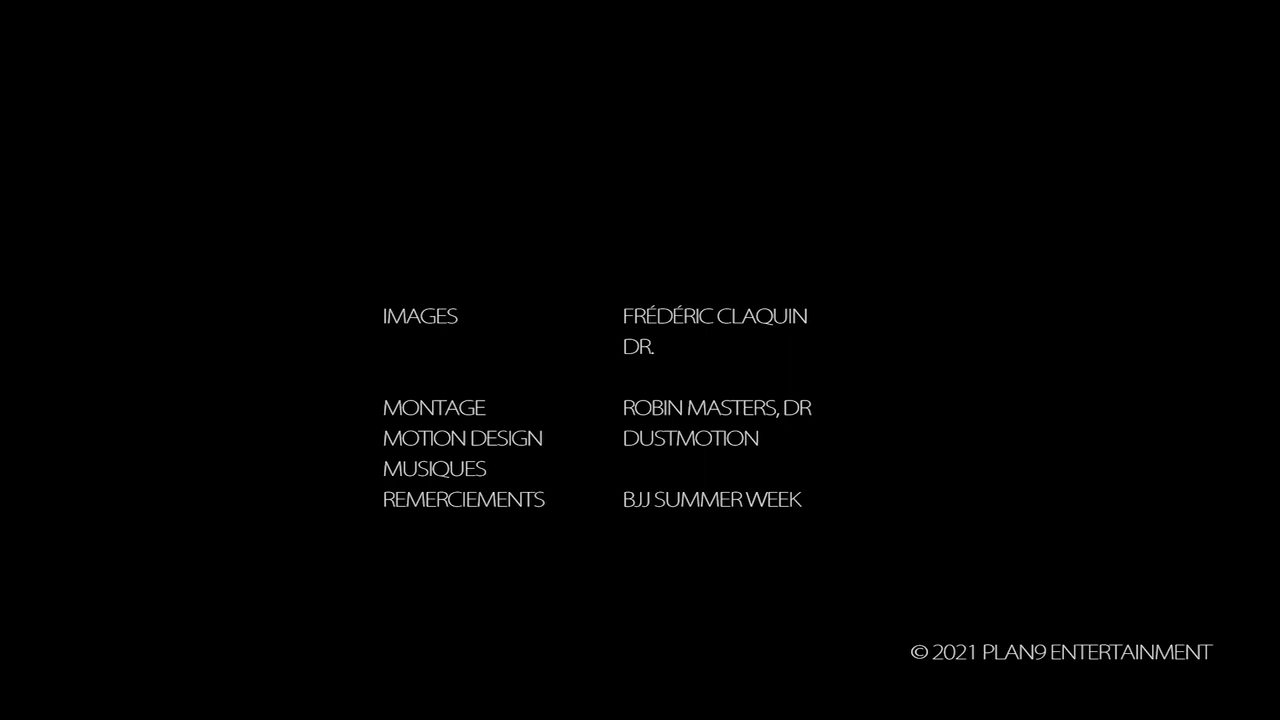 IMAGES FRÉDÉRIC CLAQUIN
DR.
MONTAGE ROBIN MASTERS, DR
MOTION DESIGN DUSTMOTION
MUSIQUES
REMERCIEMENTS BJJ SUMMER WEEK
© 2021 PLAN9 ENTERTAINMENT